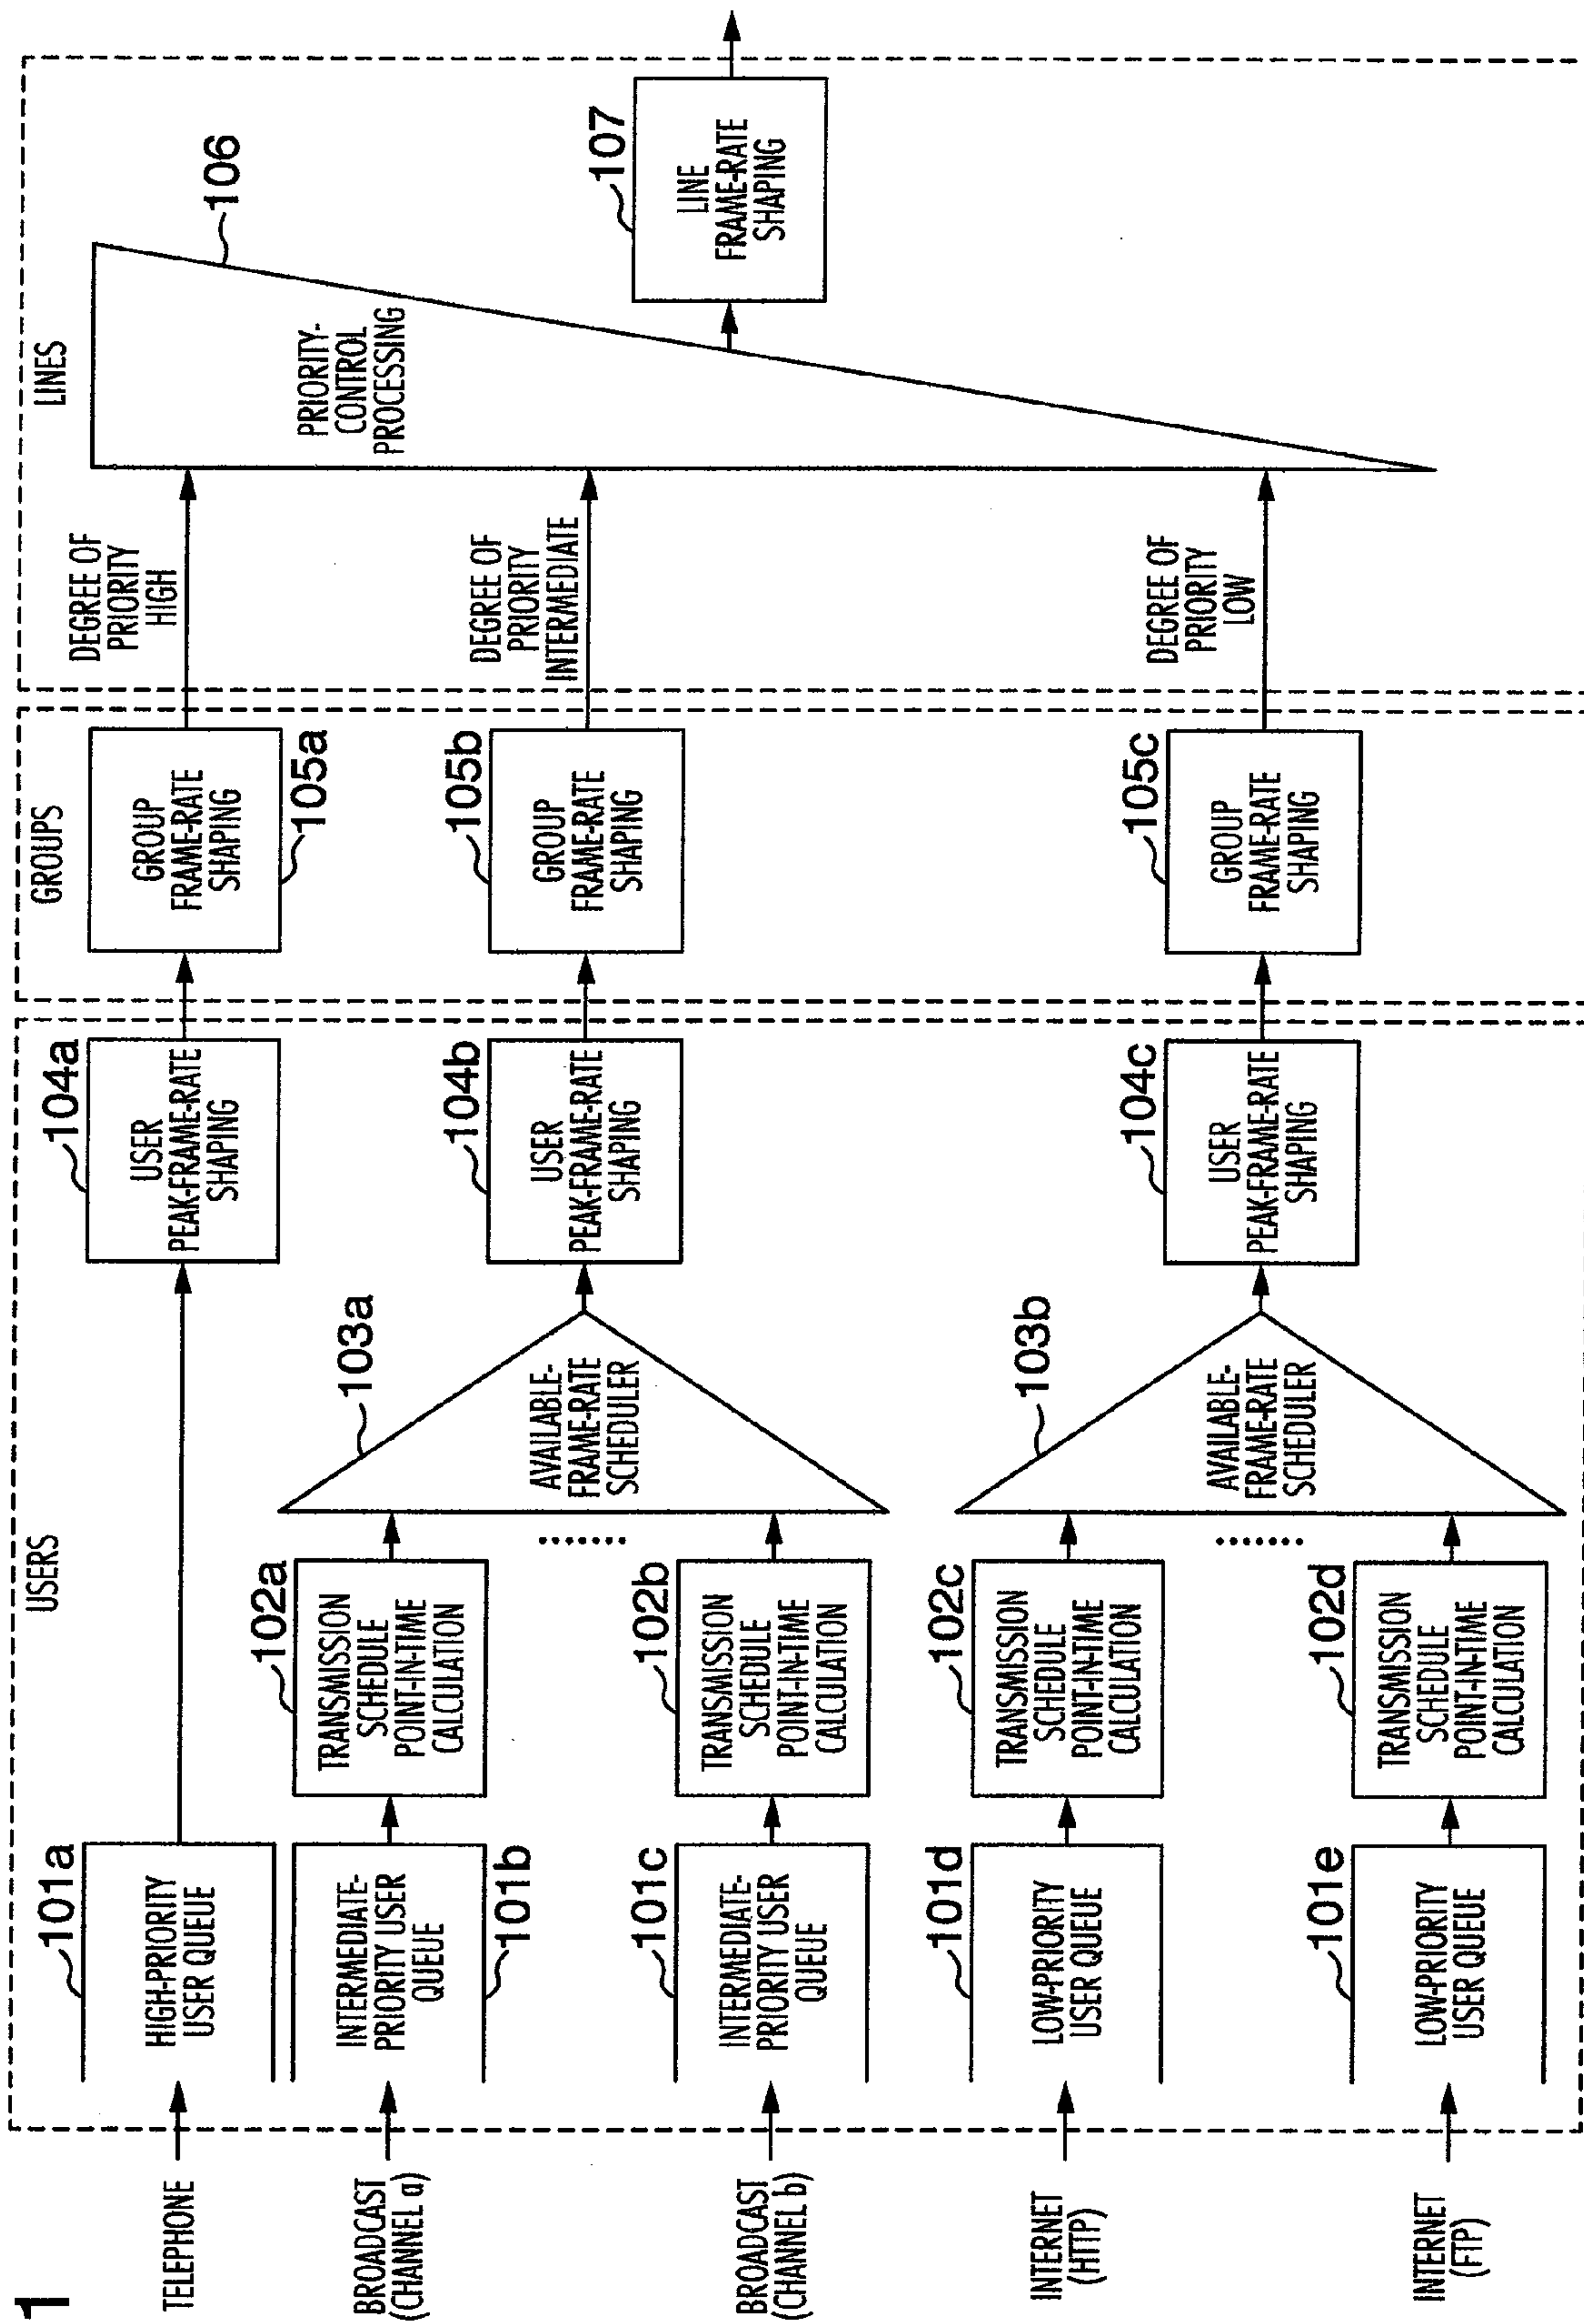 1
USERS
GROUPS
LINES
TELEPHONE
101a
HIGH-PRIORITY
USER QUEUE
104a
USER
PEAK-FRAME-RATE
SHAPING
GROUP
FRAME-RATE
SHAPING
105a
DEGREE OF
PRIORITY
HIGH
PRIORITY-
CONTROL
PROCESSING
106
BROADCAST
(CHANNEL a)
INTERMEDIATE-
PRIORITY USER
QUEUE
101b
102a
TRANSMISSION
SCHEDULE
POINT-IN-TIME
CALCULATION
103a
AVAILABLE-
FRAME-RATE
SCHEDULER
104b
USER
PEAK-FRAME-RATE
SHAPING
105b
GROUP
FRAME-RATE
SHAPING
DEGREE OF
PRIORITY
INTERMEDIATE
107
LINE
FRAME-RATE
SHAPING
BROADCAST
(CHANNEL b)
101c
INTERMEDIATE-
PRIORITY USER
QUEUE
102b
TRANSMISSION
SCHEDULE
POINT-IN-TIME
CALCULATION
INTERNET
(HTTP)
101d
LOW-PRIORITY
USER QUEUE
102c
TRANSMISSION
SCHEDULE
POINT-IN-TIME
CALCULATION
103b
AVAILABLE-
FRAME-RATE
SCHEDULER
104c
USER
PEAK-FRAME-RATE
SHAPING
105c
GROUP
FRAME-RATE
SHAPING
DEGREE OF
PRIORITY
LOW
INTERNET
(FTP)
101e
LOW-PRIORITY
USER QUEUE
102d
TRANSMISSION
SCHEDULE
POINT-IN-TIME
CALCULATION